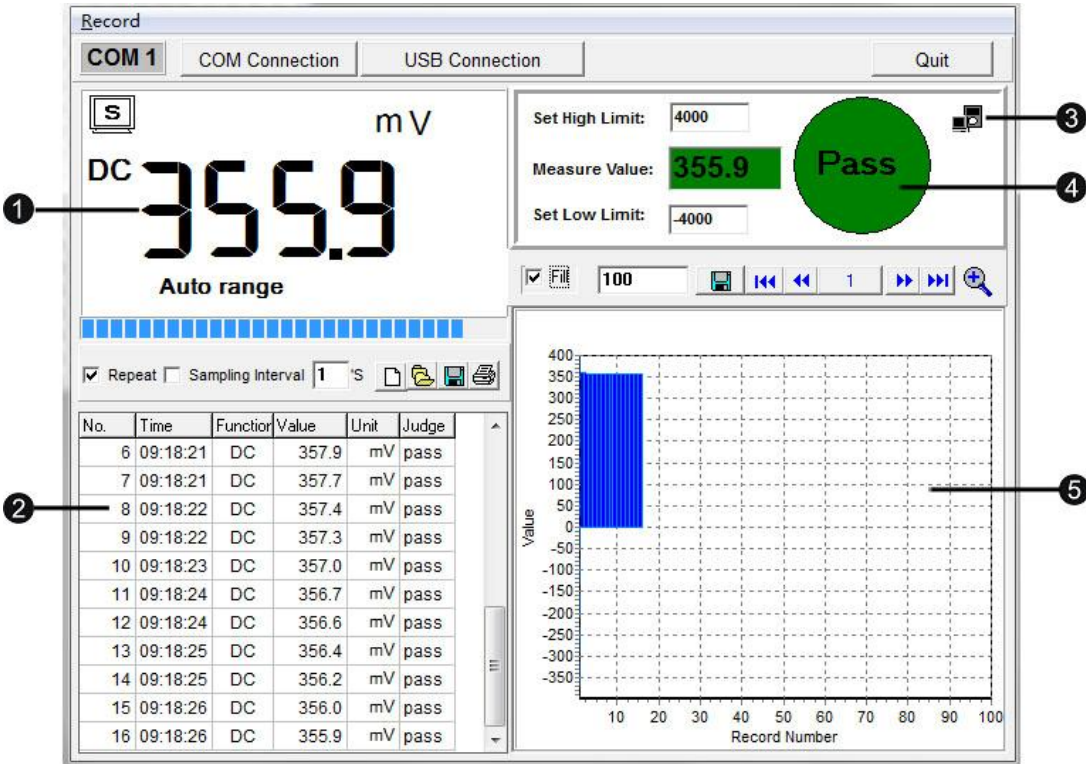 Record
COM 1 COM Connection USB Connection Quit
S
mV
DC 355.9
Auto range
Set High Limit: 4000
Measure Value: 355.9
Set Low Limit: -4000
Pass
1
2
3
4
5
Fill 100 1
Repeat Sampling Interval 1 'S
No. Time Function Value Unit Judge
6 09:18:21 DC 357.9 mV pass
7 09:18:21 DC 357.7 mV pass
8 09:18:22 DC 357.4 mV pass
9 09:18:22 DC 357.3 mV pass
10 09:18:23 DC 357.0 mV pass
11 09:18:24 DC 356.7 mV pass
12 09:18:24 DC 356.6 mV pass
13 09:18:25 DC 356.4 mV pass
14 09:18:25 DC 356.2 mV pass
15 09:18:26 DC 356.0 mV pass
16 09:18:26 DC 355.9 mV pass
Value
400
350
300
250
200
150
100
50
0
-50
-100
-150
-200
-250
-300
-350
10 20 30 40 50 60 70 80 90 100
Record Number